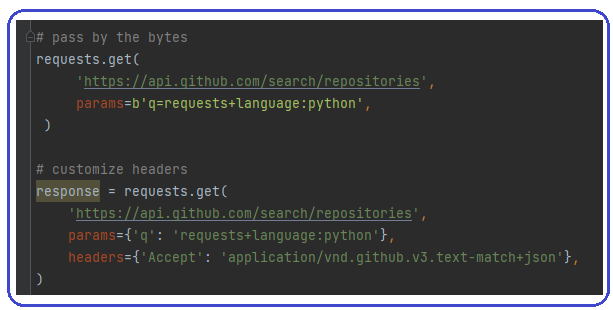 # pass by the bytes
requests.get(
'https://api.github.com/search/repositories',
params=b'q=requests+language:python',
)
# customize headers
response = requests.get(
'https://api.github.com/search/repositories',
params={'q': 'requests+language:python'},
headers={'Accept': 'application/vnd.github.v3.text-match+json'},
)